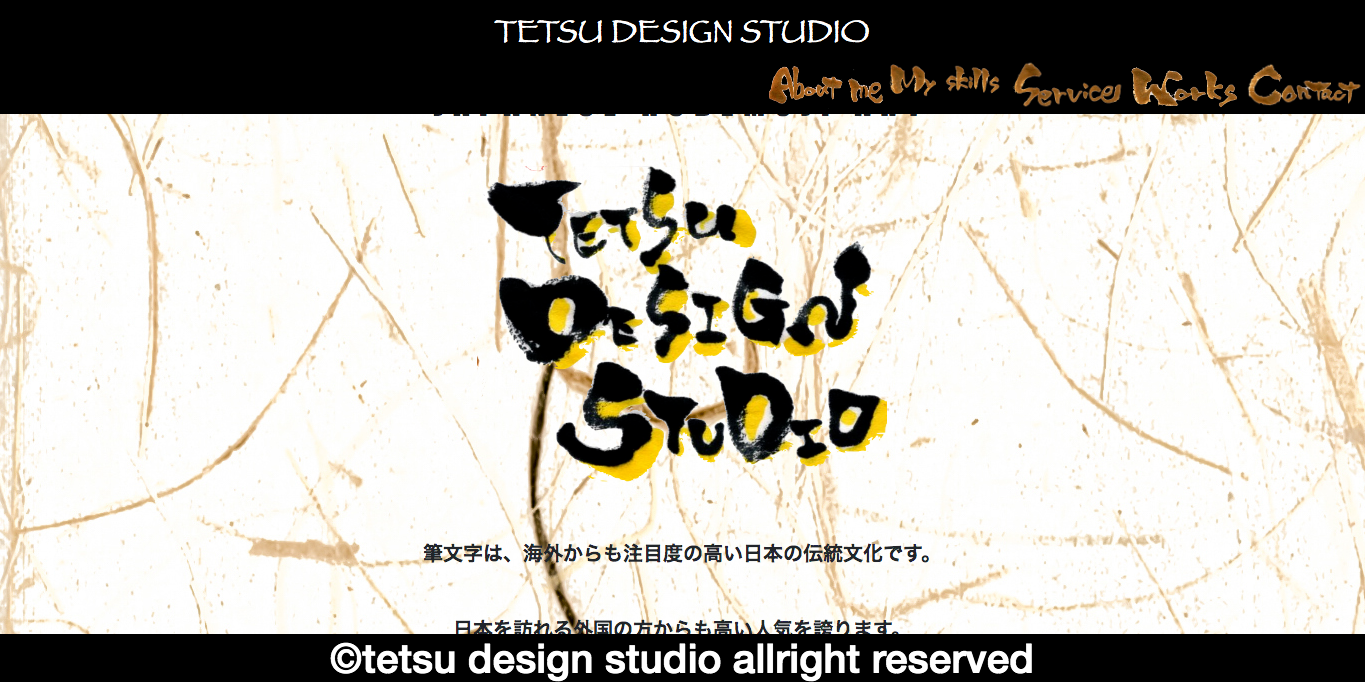 TETSU DESIGN STUDIO
About me My skills Services Works Contact
TETSU
DESIGN
STUDIO
筆文字は、海外からも注目度の高い日本の伝統文化です。
日本を訪れる外国の方からも高い人気を誇ります。
©tetsu design studio allright reserved